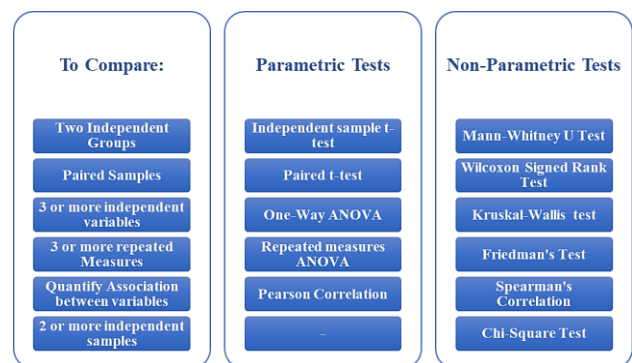 To Compare:
Two Independent
Groups
Paired Samples
3 or more independent
variables
3 or more repeated
Measures
Quantify Association
between variables
2 or more independent
samples
Parametric Tests
Independent sample t-
test
Paired t-test
One-Way ANOVA
Repeated measures
ANOVA
Pearson Correlation
-
Non-Parametric Tests
Mann-Whitney U Test
Wilcoxon Signed Rank
Test
Kruskal-Wallis test
Friedman's Test
Spearman's
Correlation
Chi-Square Test